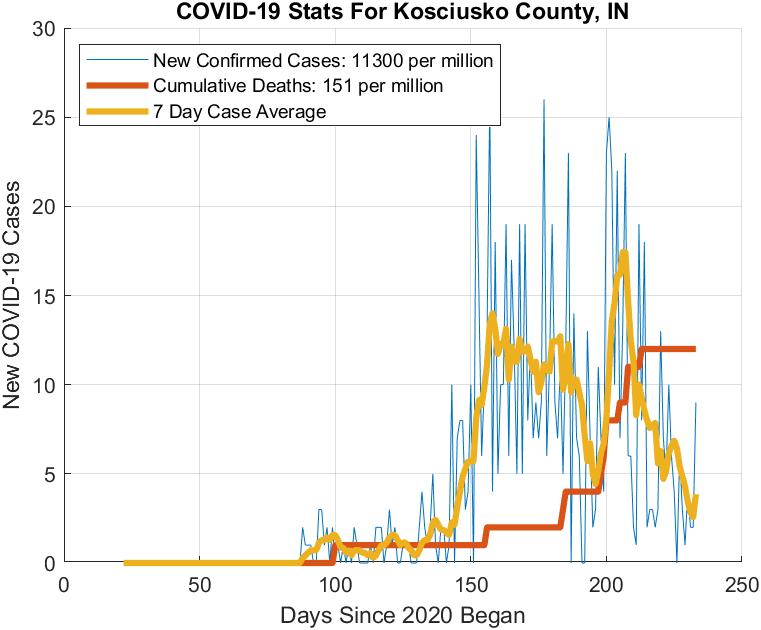 COVID-19 Stats For Kosciusko County, IN
New Confirmed Cases: 11300 per million
Cumulative Deaths: 151 per million
7 Day Case Average
New COVID-19 Cases
30
25
20
15
10
5
0
0 50 100 150 200 250
Days Since 2020 Began